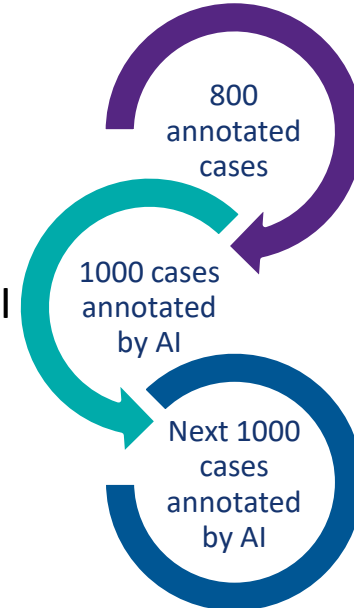 800
annotated
cases
1000 cases
annotated
by AI
Next 1000
cases
annotated
by AI